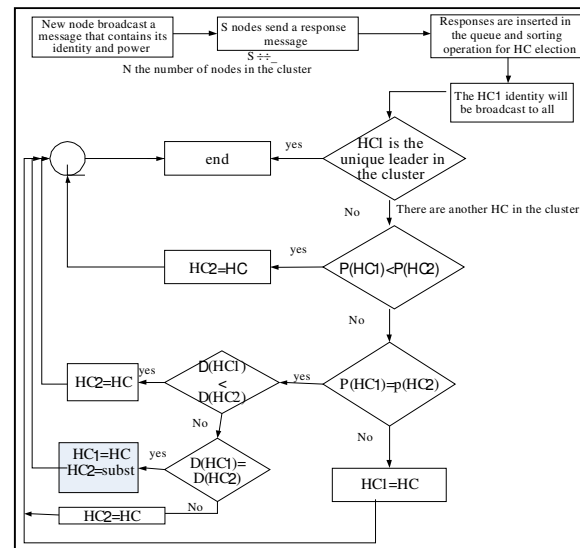 New node broadcast a
message that contains its
identity and power
S nodes send a response
message
S ÷÷_
N the number of nodes in the cluster
Responses are inserted in
the queue and sorting
operation for HC election
The HC1 identity will
be broadcast to all
HC1 is the
unique leader in
the cluster
yes
end
No
There are another HC in the cluster
P(HC1)<P(HC2)
yes
HC2=HC
No
P(HC1)=p(HC2)
yes
D(HC1)
<
D(HC2)
yes
HC2=HC
No
No
D(HC1)=
D(HC2)
yes
HC1=HC
HC2=subst
HC1=HC
No
HC2=HC